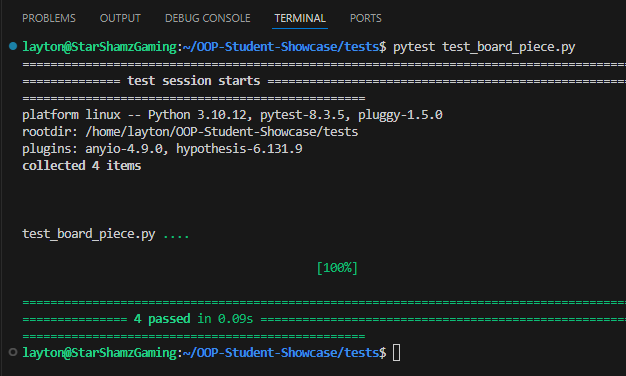 PROBLEMS OUTPUT DEBUG CONSOLE TERMINAL PORTS
layton@StarShamzGaming:~/OOP-Student-Showcase/tests$ pytest test_board_piece.py
================================================================================
============== test session starts ===================================================
=================================================
platform linux -- Python 3.10.12, pytest-8.3.5, pluggy-1.5.0
rootdir: /home/layton/OOP-Student-Showcase/tests
plugins: anyio-4.9.0, hypothesis-6.131.9
collected 4 items
test_board_piece.py ....
[100%]
================================================================================
=============== 4 passed in 0.09s ====================================================
=================================================
layton@StarShamzGaming:~/OOP-Student-Showcase/tests$